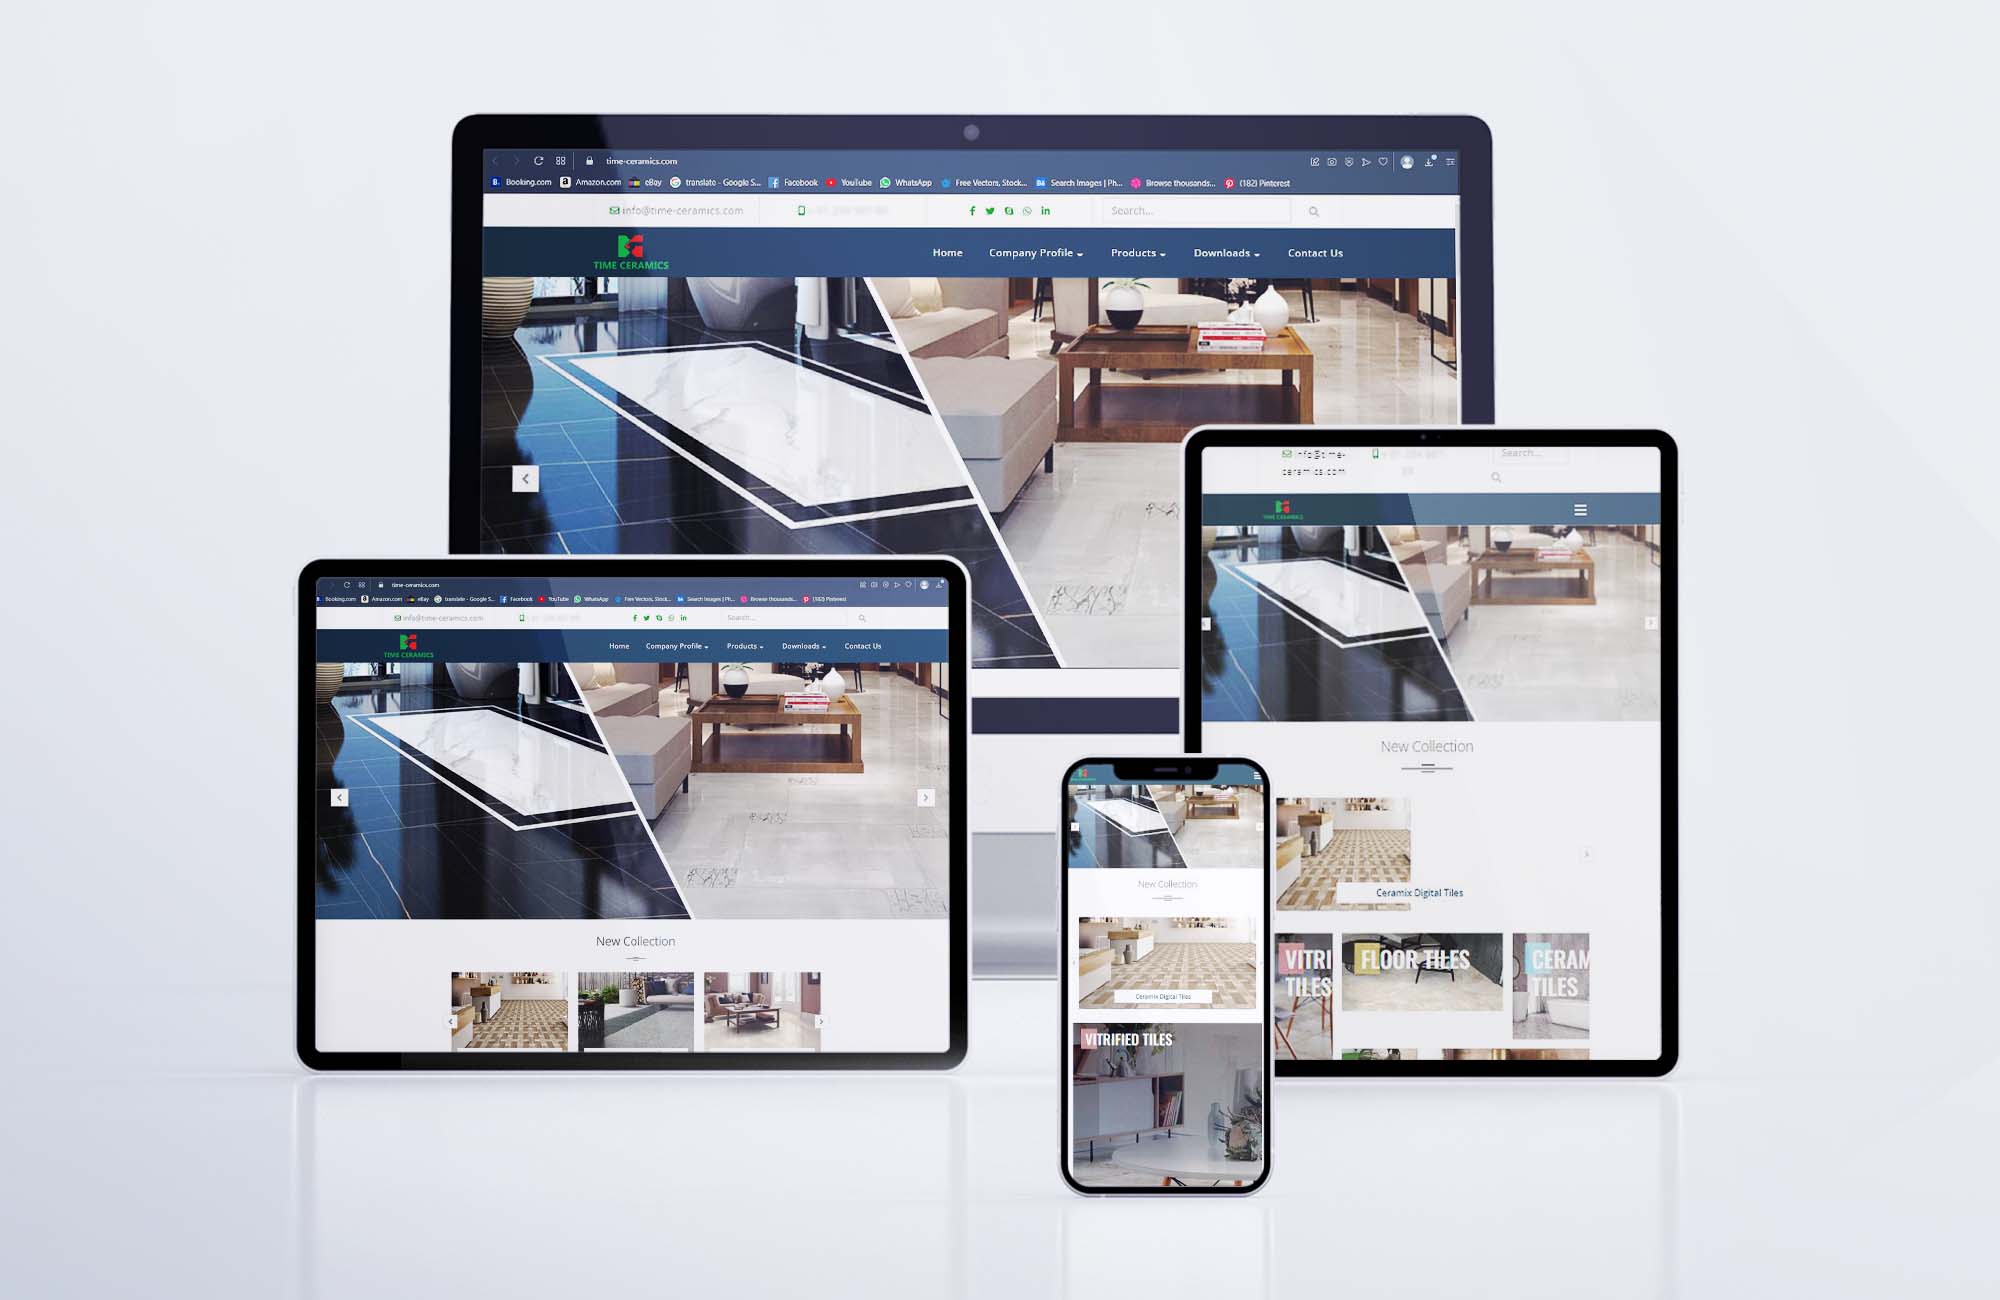 time-ceramics.com
Booking.com Amazon.com eBay translate - Google S... Facebook YouTube WhatsApp Free Vectors, Stock... Search Images | Ph... Browse thousands... (182) Pinterest
info@time-ceramics.com Search...
TIME CERAMICS
Home Company Profile Products Downloads Contact Us
time-ceramics.com
Booking.com Amazon.com eBay translate - Google S... Facebook YouTube WhatsApp Free Vectors, Stock... Search Images | Ph... Browse thousands... (182) Pinterest
info@time-ceramics.com Search...
TIME CERAMICS
Home Company Profile Products Downloads Contact Us
New Collection
info@time-
ceramics.com
Search...
TIME CERAMICS
New Collection
Ceramix Digital Tiles
VITRI
TILES
FLOOR TILES
CERAM
TILES
TIME CERAMICS
New Collection
Ceramix Digital Tiles
VITRIFIED TILES